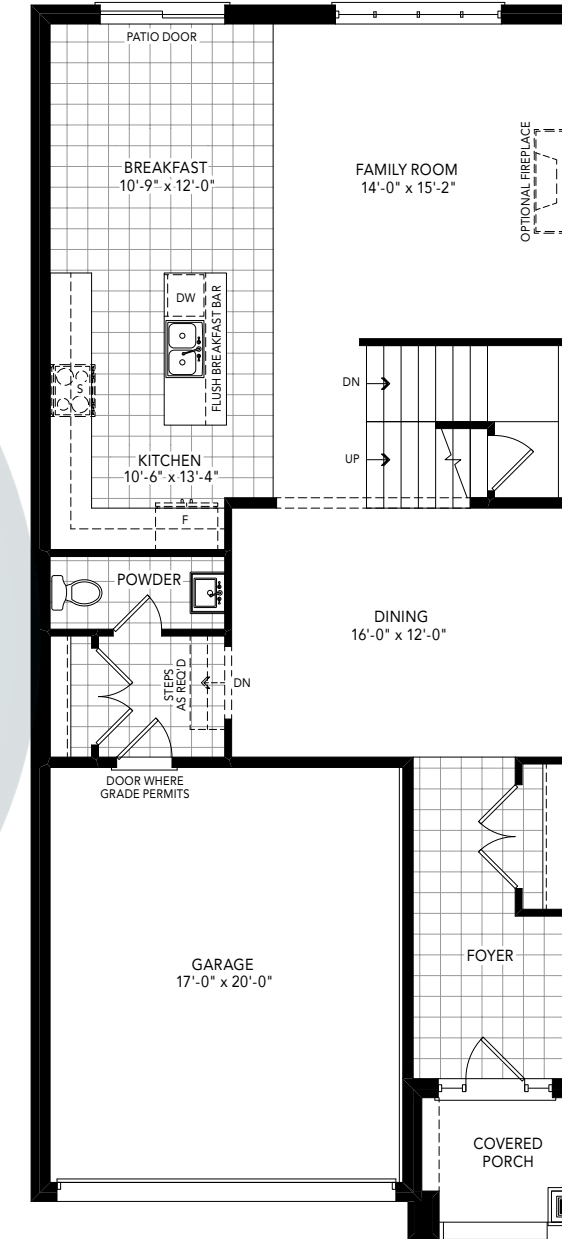 PATIO DOOR
BREAKFAST
10'-9" x 12'-0"
FAMILY ROOM
14'-0" x 15'-2"
OPTIONAL FIREPLACE
DW
FLUSH BREAKFAST BAR
S
DN
UP
KITCHEN
10'-6" x 13'-4"
F
POWDER
DINING
16'-0" x 12'-0"
STEPS
AS REQ'D
DN
DOOR WHERE
GRADE PERMITS
GARAGE
17'-0" x 20'-0"
FOYER
COVERED
PORCH